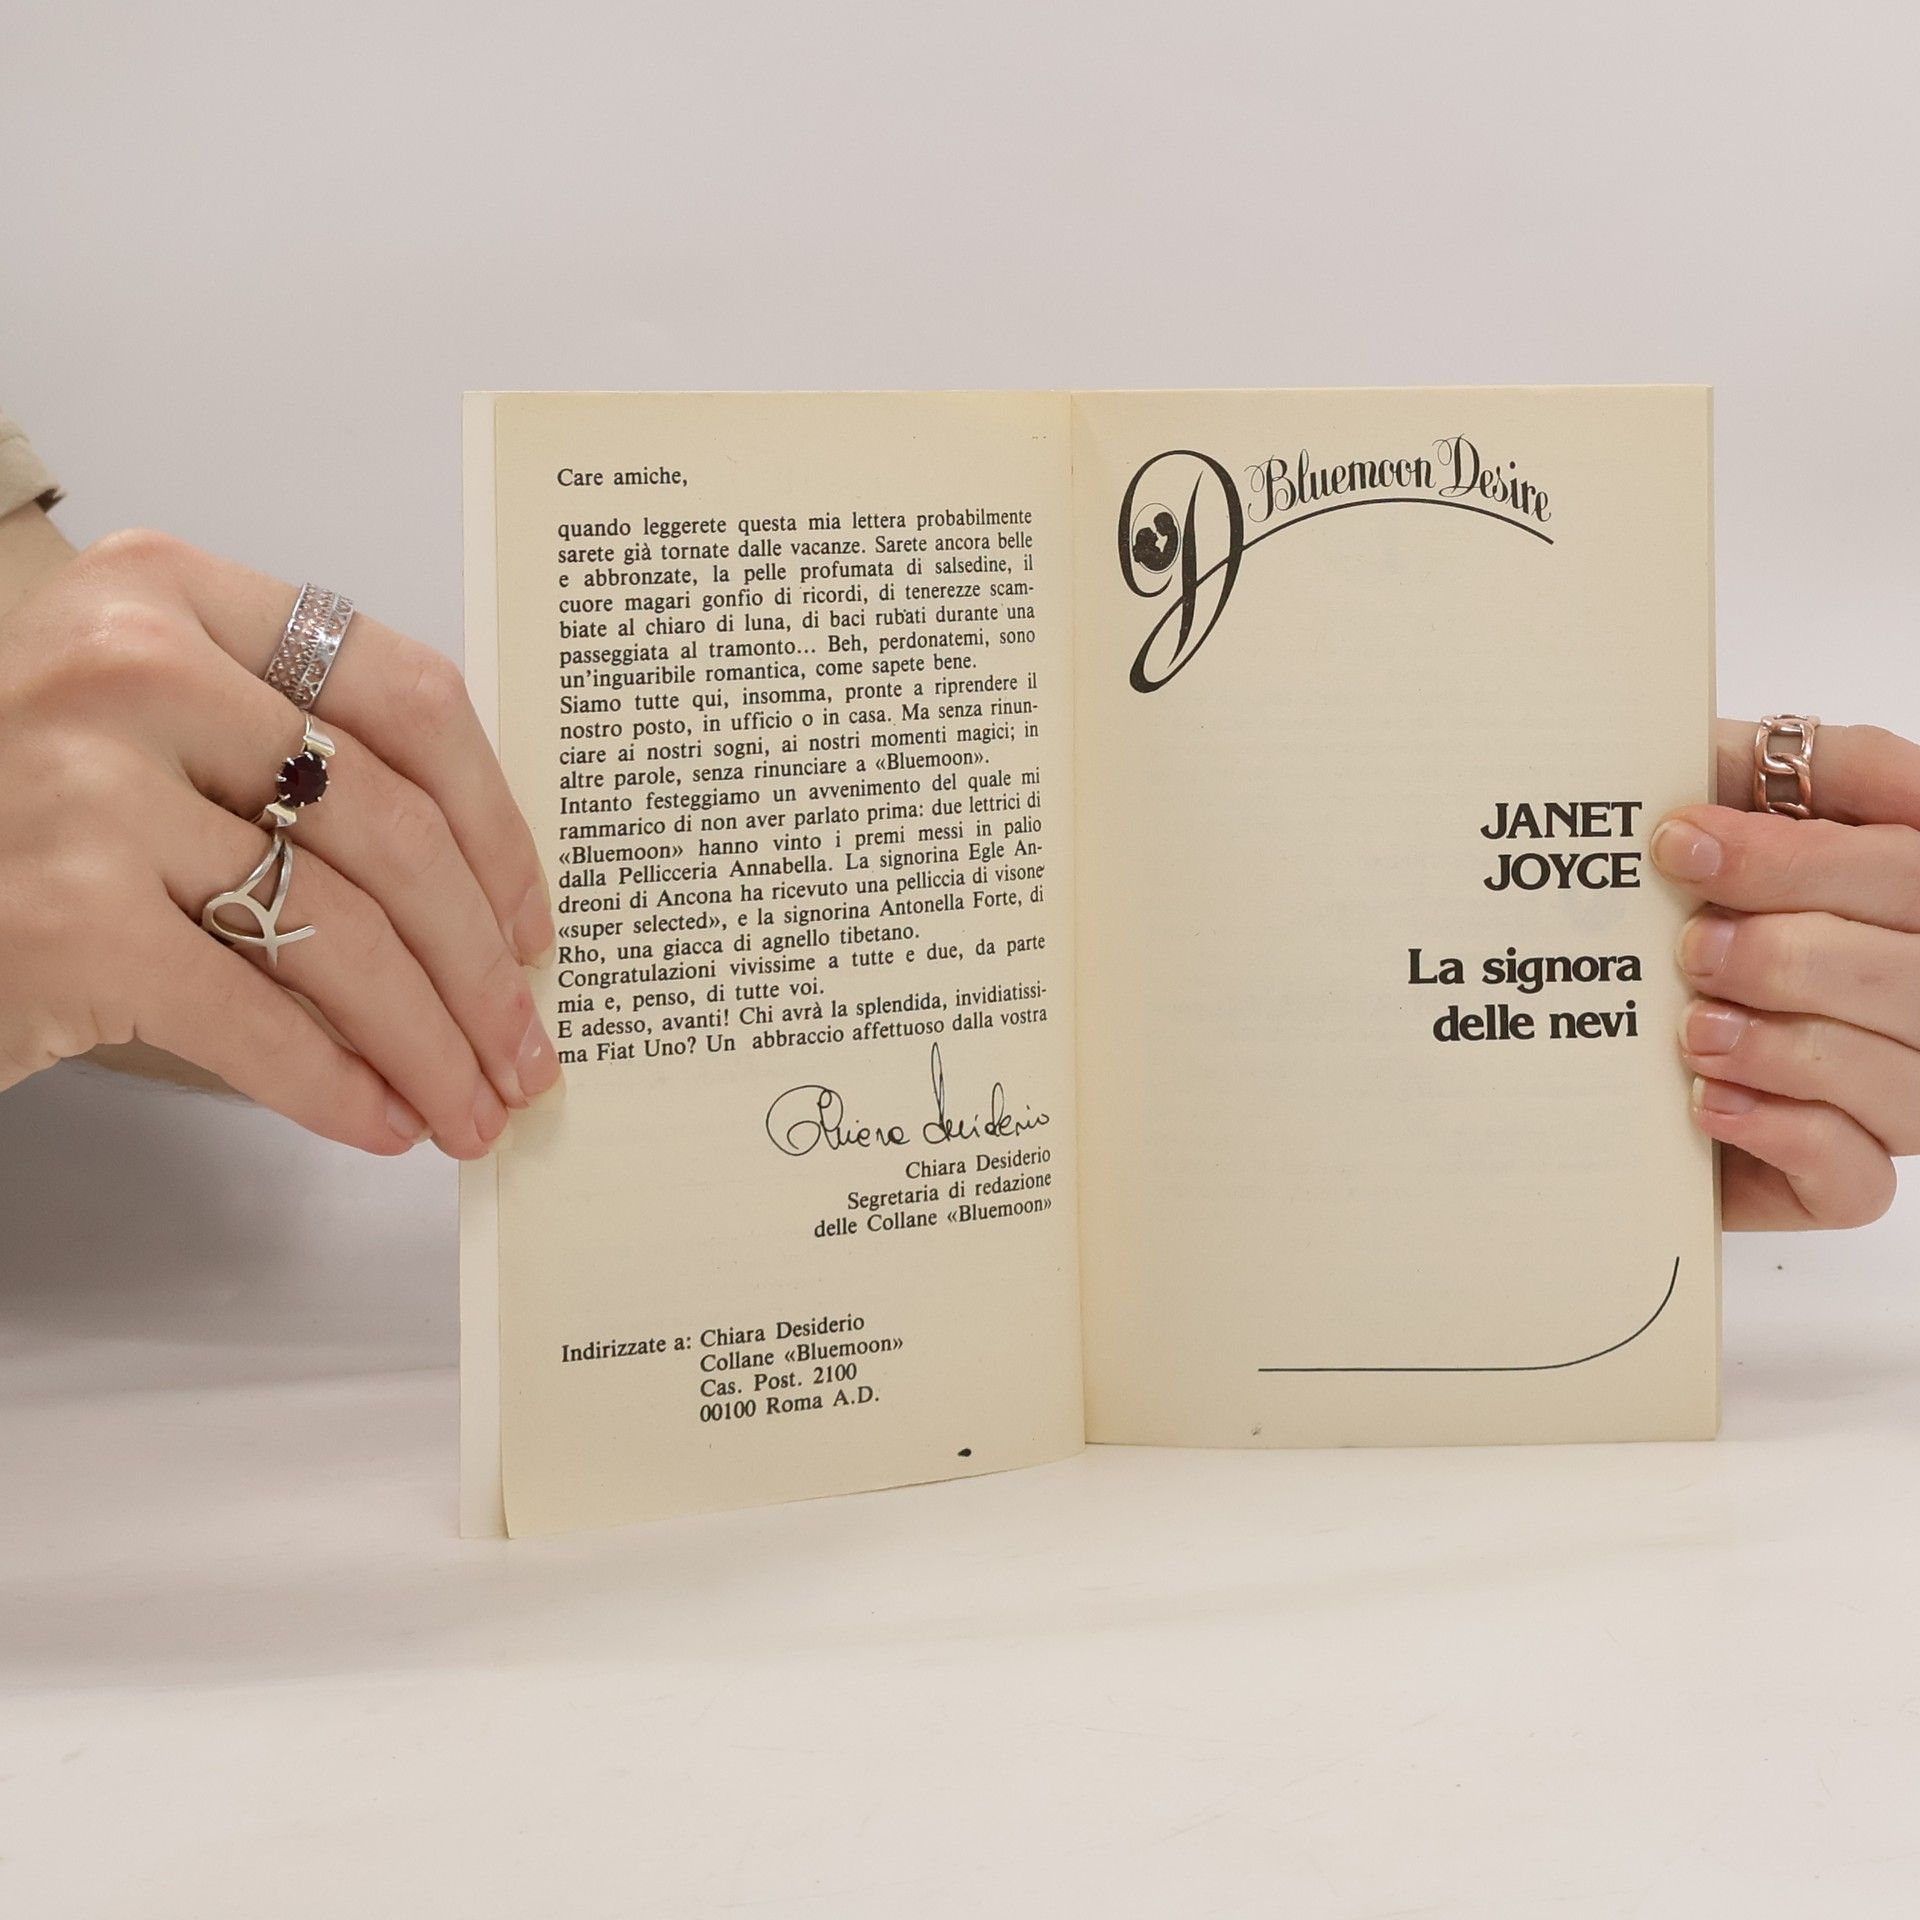 Care amiche,
quando leggerete questa mia lettera probabilmente
sarete già tornate dalle vacanze. Sarete ancora belle
e abbronzate, la pelle profumata di salsedine, il
cuore magari gonfio di ricordi, di tenerezze scam-
biate al chiaro di luna, di baci rubati durante una
passeggiata al tramonto... Beh, perdonatemi, sono
un'inguaribile romantica, come sapete bene.
Siamo tutte qui, insomma, pronte a riprendere il
nostro posto, in ufficio o in casa. Ma senza rinun-
ciare ai nostri sogni, ai nostri momenti magici; in
altre parole, senza rinunciare a «Bluemoon».
Intanto festeggiamo un avvenimento del quale mi
rammarico di non aver parlato prima: due lettrici di
«Bluemoon» hanno vinto i premi messi in palio
dalla Pellicceria Annabella. La signorina Egle An-
dreoni di Ancona ha ricevuto una pelliccia di visone
«super selected», e la signorina Antonella Forte, di
Rho, una giacca di agnello tibetano.
Congratulazioni vivissime a tutte e due, da parte
mia e, penso, di tutte voi.
E adesso, avanti! Chi avrà la splendida, invidiatissi-
ma Fiat Uno? Un abbraccio affettuoso dalla vostra
Chiara Desiderio
Chiara Desiderio
Segretaria di redazione
delle Collane «Bluemoon»
Indirizzate a: Chiara Desiderio
Collane «Bluemoon»
Cas. Post. 2100
00100 Roma A.D.
D Bluemoon Desire
JANET
JOYCE
La signora
delle nevi